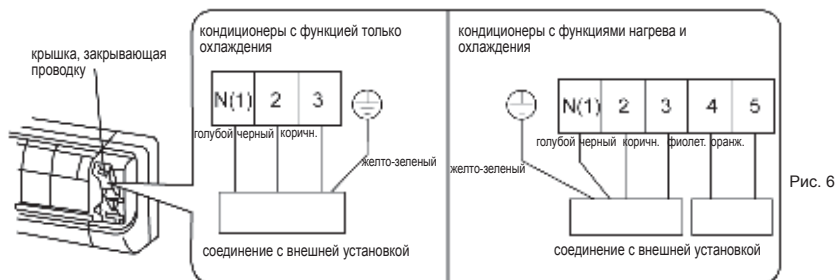 крышка, закрывающая
проводку
кондиционеры с функцией только
охлаждения
N(1) 2 3
голубой черный коричн.
желто-зеленый
соединение с внешней установкой
кондиционеры с функциями нагрева и
охлаждения
N(1) 2 3 4 5
голубой черный коричн. фиолет. оранж.
желто-зеленый
соединение с внешней установкой
Рис. 6